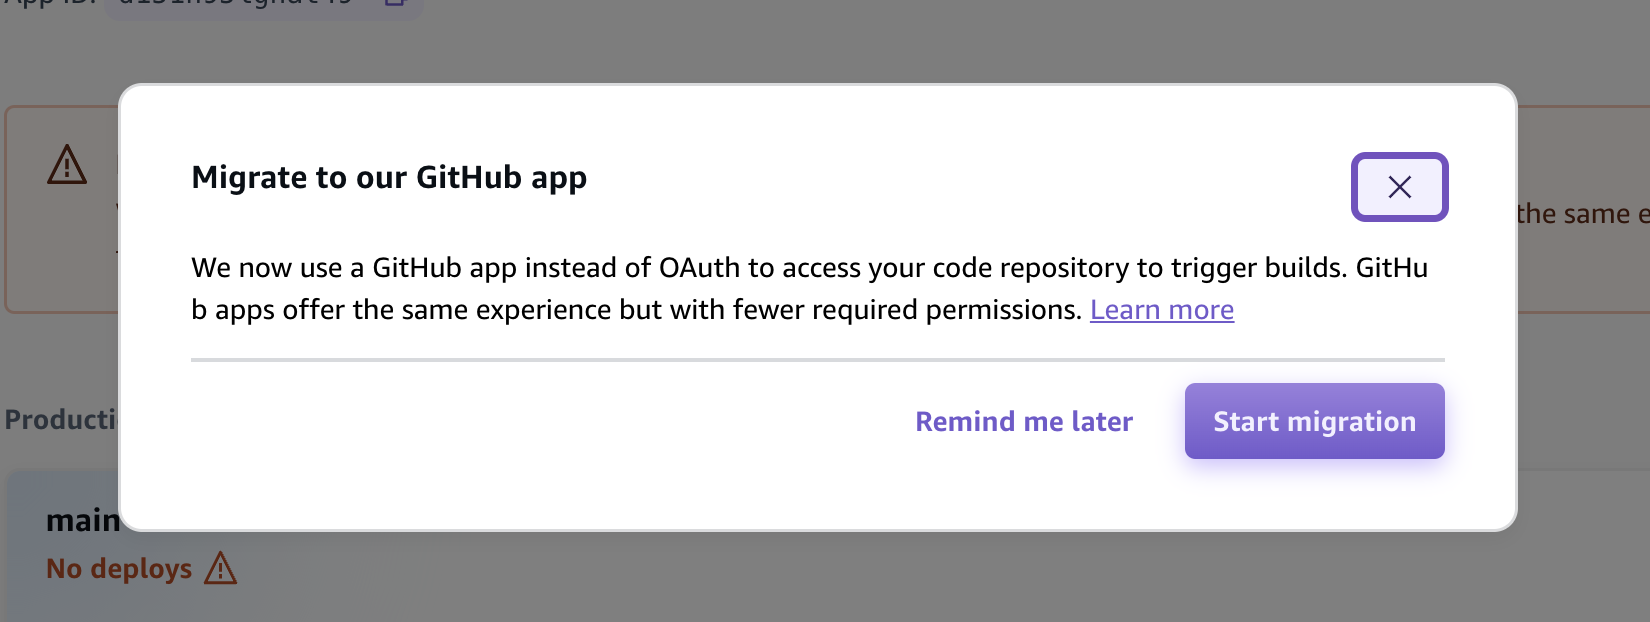 App ID:
Migrate to our GitHub app
the same e
We now use a GitHub app instead of OAuth to access your code repository to trigger builds. GitHu
b apps offer the same experience but with fewer required permissions. Learn more
Remind me later
Start migration
Producti
main
No deploys